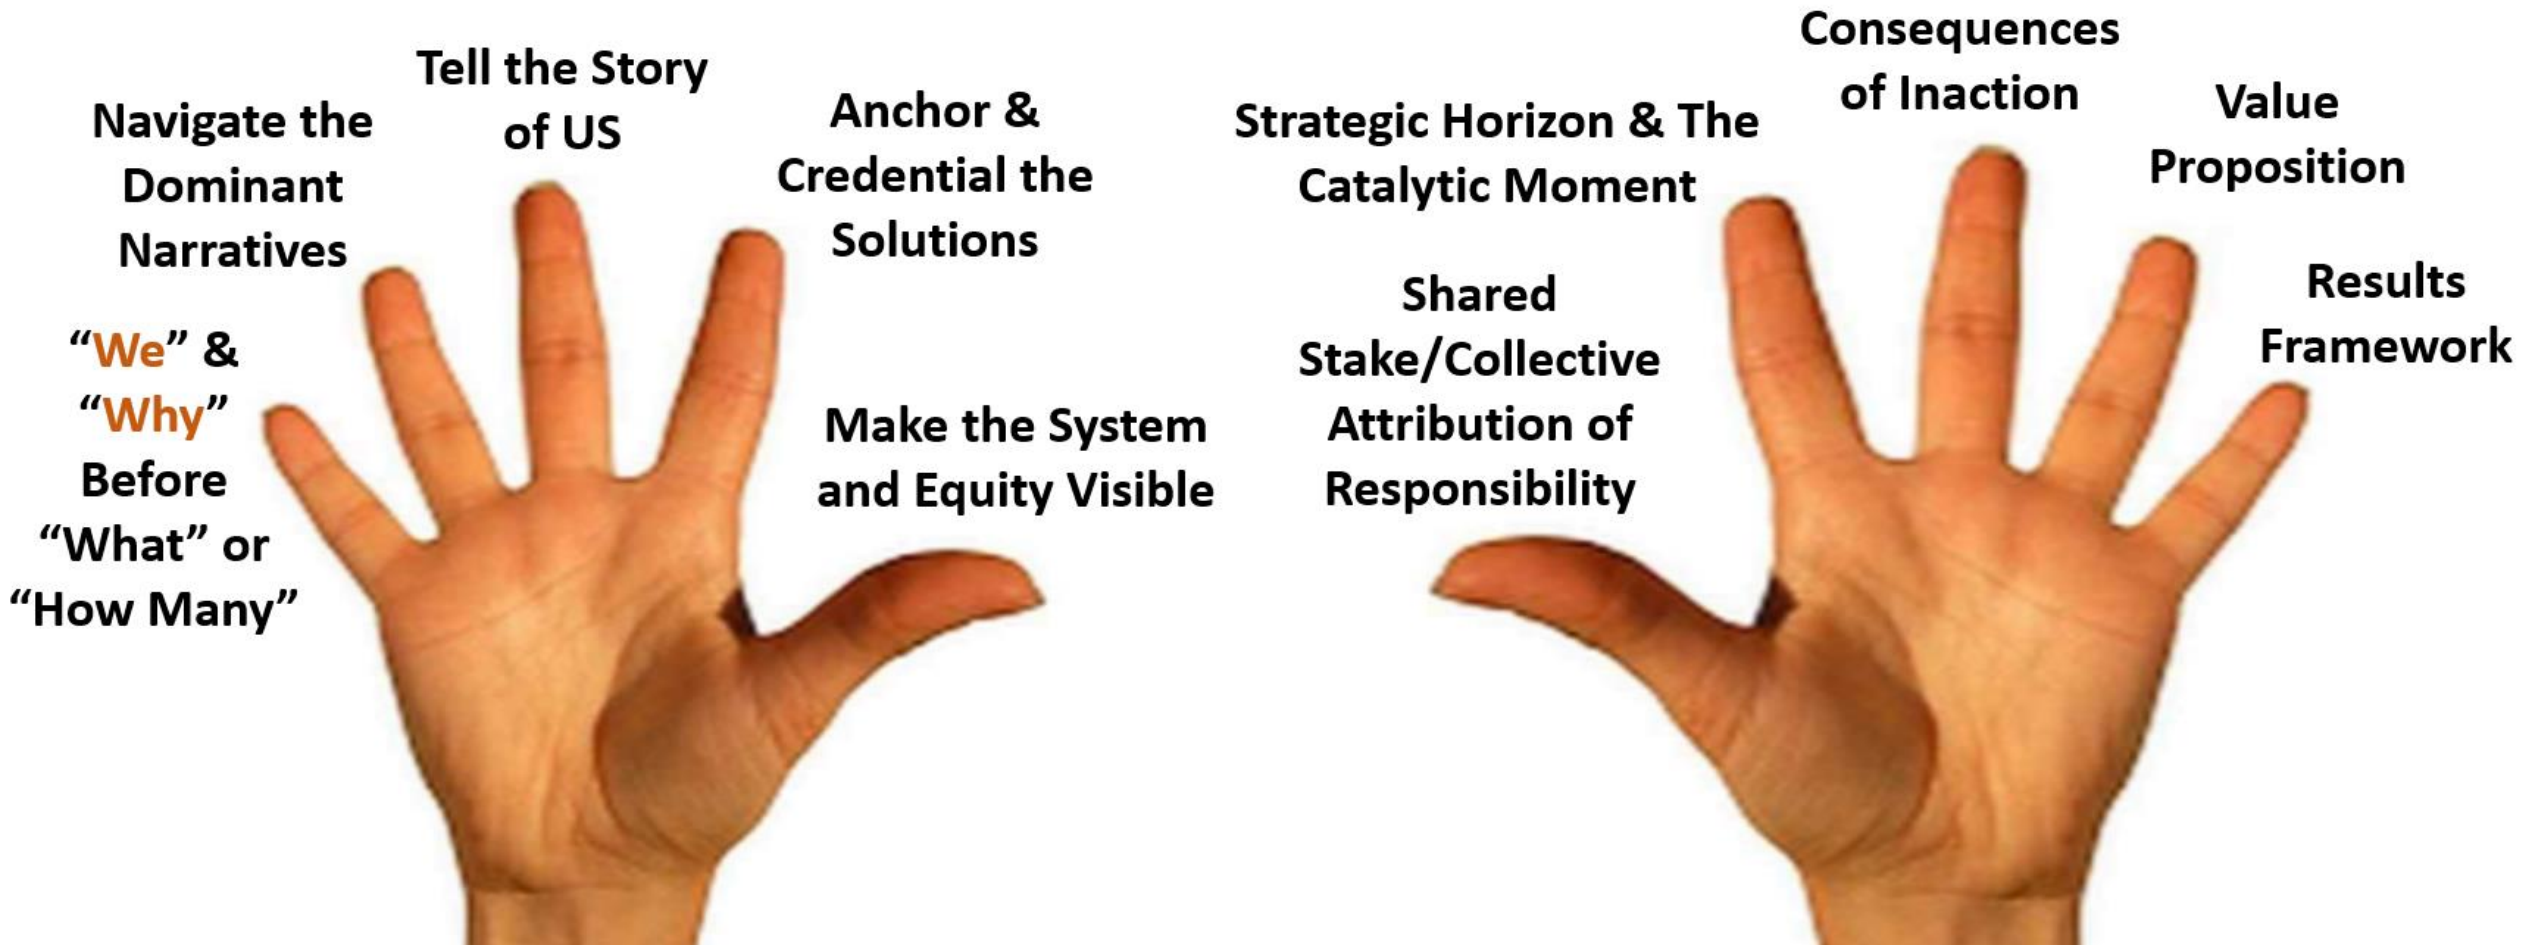 “We” &
“Why”
Before
“What” or
“How Many”
Navigate the
Dominant
Narratives
Tell the Story
of US
Anchor &
Credential the
Solutions
Make the System
and Equity Visible
Shared
Stake/Collective
Attribution of
Responsibility
Strategic Horizon & The
Catalytic Moment
Consequences
of Inaction
Value
Proposition
Results
Framework